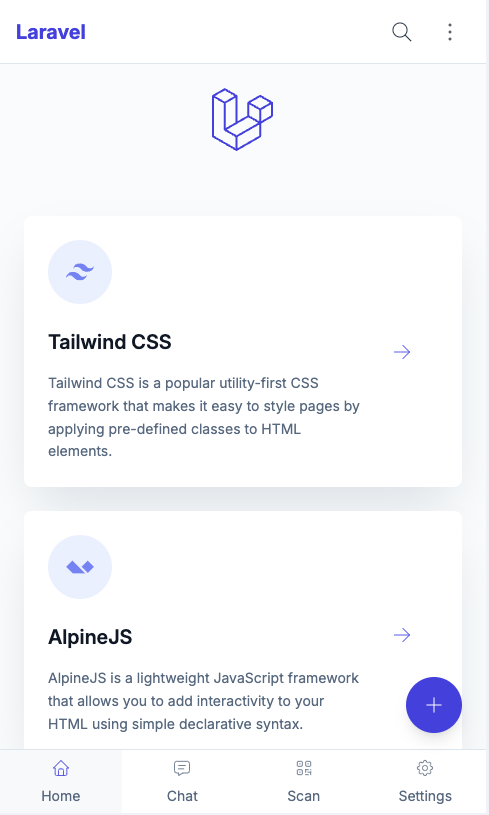 Laravel
Tailwind CSS
Tailwind CSS is a popular utility-first CSS
framework that makes it easy to style pages by
applying pre-defined classes to HTML
elements.
AlpineJS
AlpineJS is a lightweight JavaScript framework
that allows you to add interactivity to your
HTML using simple declarative syntax.
Home Chat Scan Settings